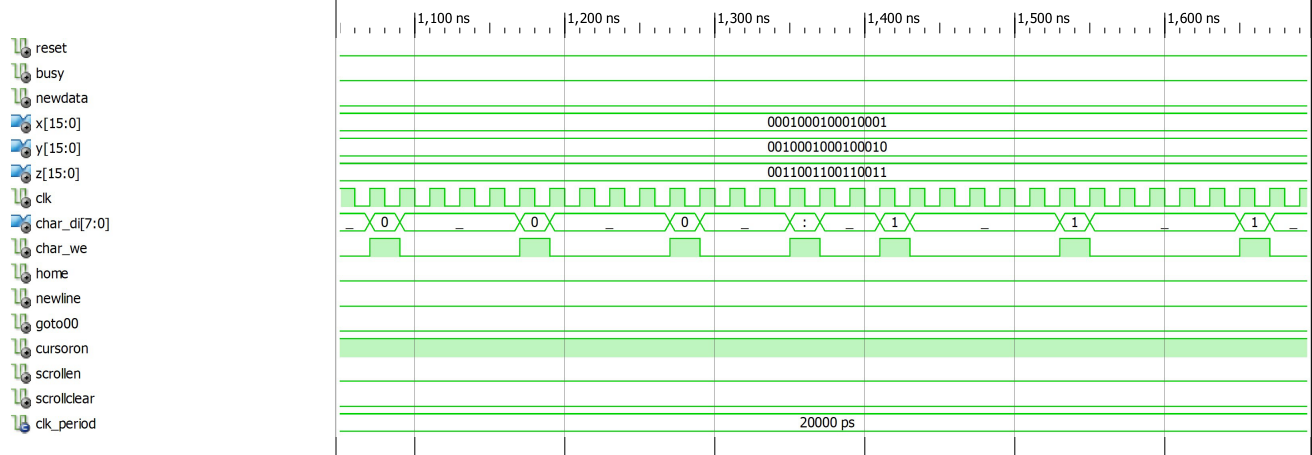 1,100 ns 1,200 ns 1,300 ns 1,400 ns 1,500 ns 1,600 ns
reset
busy
newdata
x[15:0] 0001000100010001
y[15:0] 0010001000100010
z[15:0] 0011001100110011
clk
char_di[7:0] _ 0 _ 0 _ 0 _ : _ 1 _ 1 _ 1 _
char_we
home
newline
goto00
cursoron
scrollen
scrollclear
clk_period 20000 ps